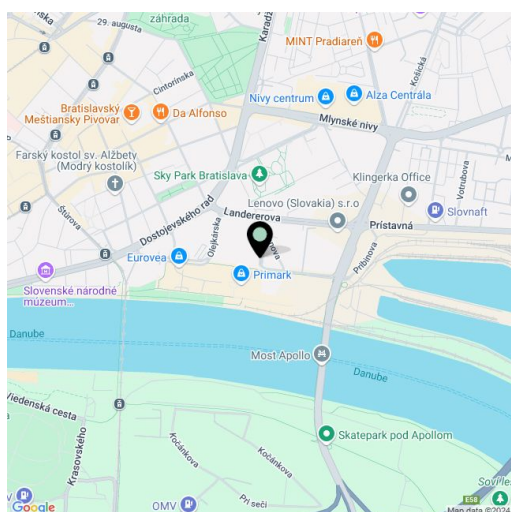 záhrada
29. augusta
Cintorínska
MINT Pradiareň
Košická
Nivy centrum
Alza Centrála
Bratislavský
Meštiansky Pivovar
Da Alfonso
Mlynské nivy
Farský kostol sv. Alžbety
(Modrý kostolík)
Sky Park Bratislava
Klingerka Office
Votrubova
Lenovo (Slovakia) s.r.o
Slovnaft
Landererova
Prístavná
Štúrova
Dostojevského rad
Olejkárska
Eurovea
Primark
Pribinova
Slovenské národné
múzeum...
Danube
Most Apollo
Danube
Viedenská cesta
Krasovského
Kočánkova
Kočánkova
Skatepark pod Apollom
Pri seči
OMV
E58
Google
Map data ©2024